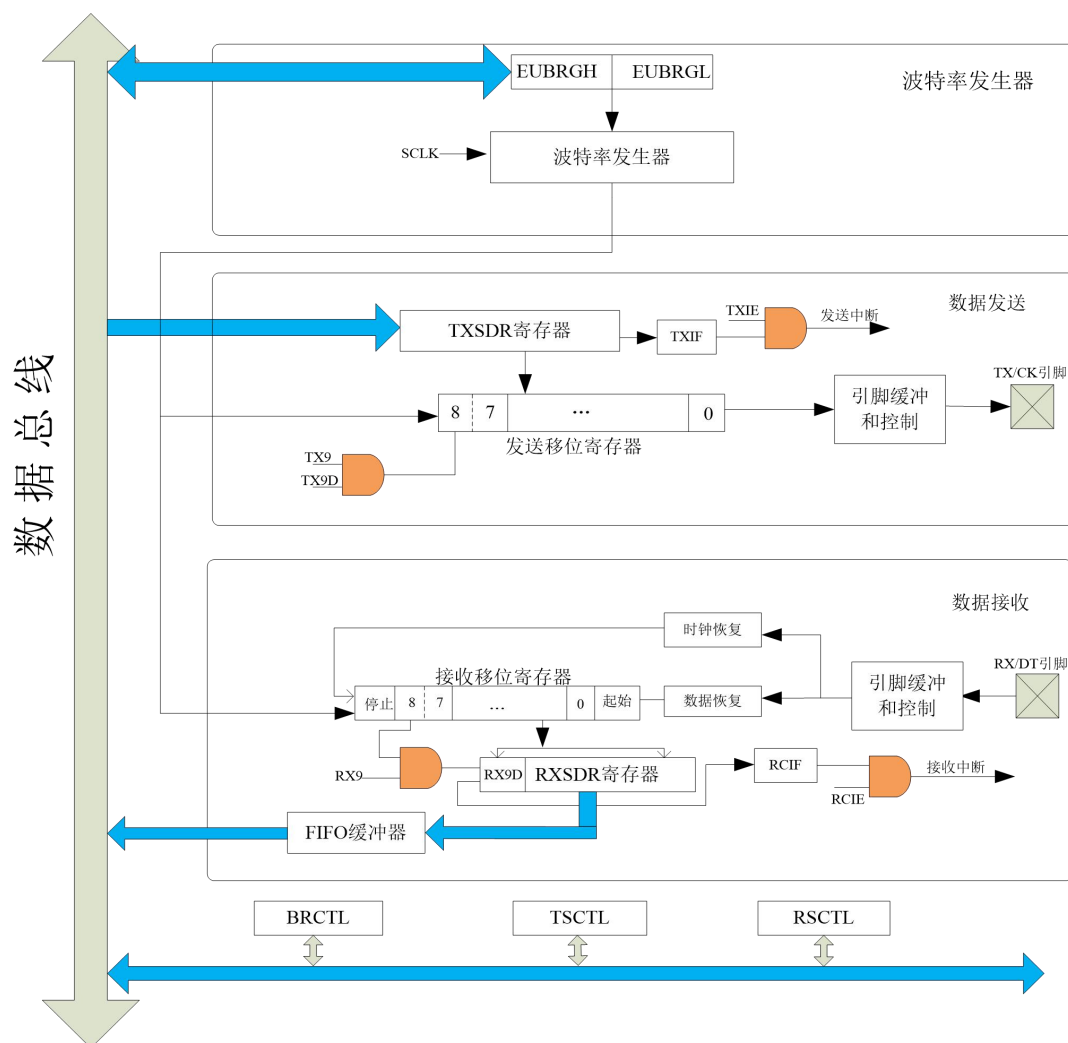 EUBRGH EUBRGL
波特率发生器
SCLK
波特率发生器
数据总线
数据发送
TXSDR寄存器
TXIF
TXIE
发送中断
TX/CK引脚
8 7 ... 0
引脚缓冲
和控制
发送移位寄存器
TX9
TX9D
数据接收
时钟恢复
RX/DT引脚
接收移位寄存器
停止 8 7 ... 0 起始
数据恢复
引脚缓冲
和控制
RX9
RX9D RXSDR寄存器
RCIF
RCIE
接收中断
FIFO缓冲器
BRCTL
TSCTL
RSCTL